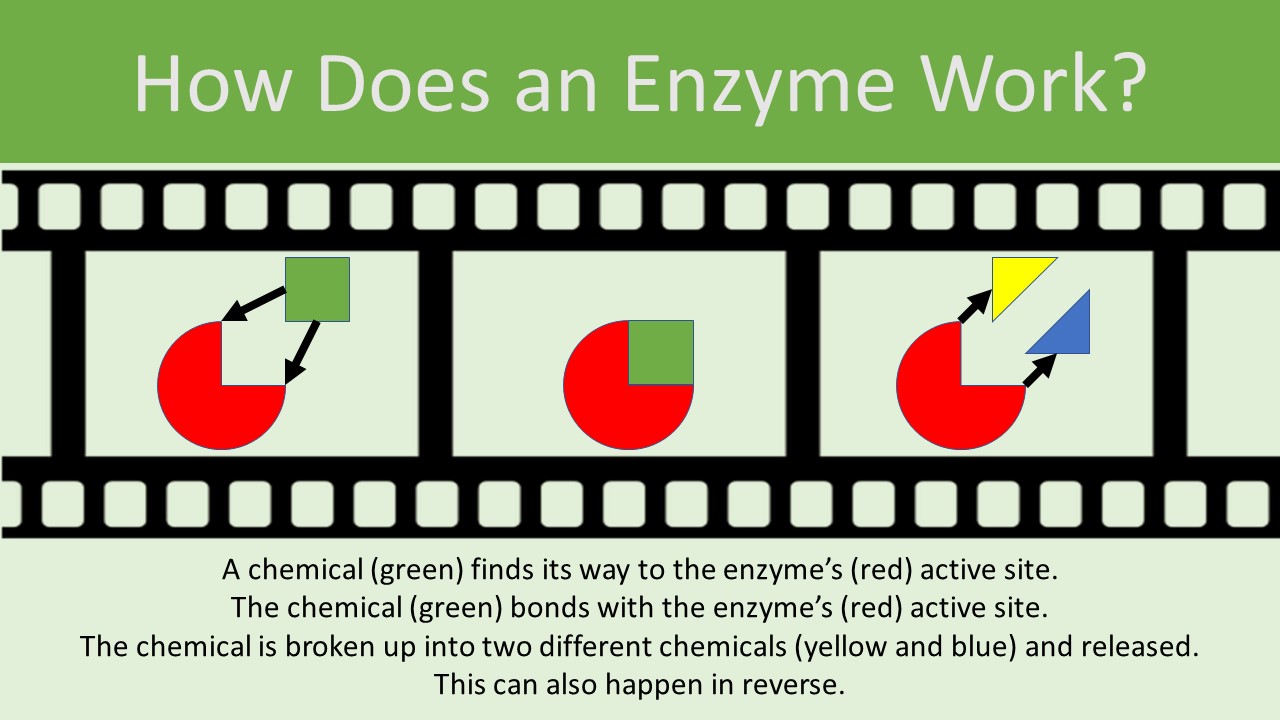 How Does an Enzyme Work?
A chemical (green) finds its way to the enzyme’s (red) active site.
The chemical (green) bonds with the enzyme’s (red) active site.
The chemical is broken up into two different chemicals (yellow and blue) and released.
This can also happen in reverse.